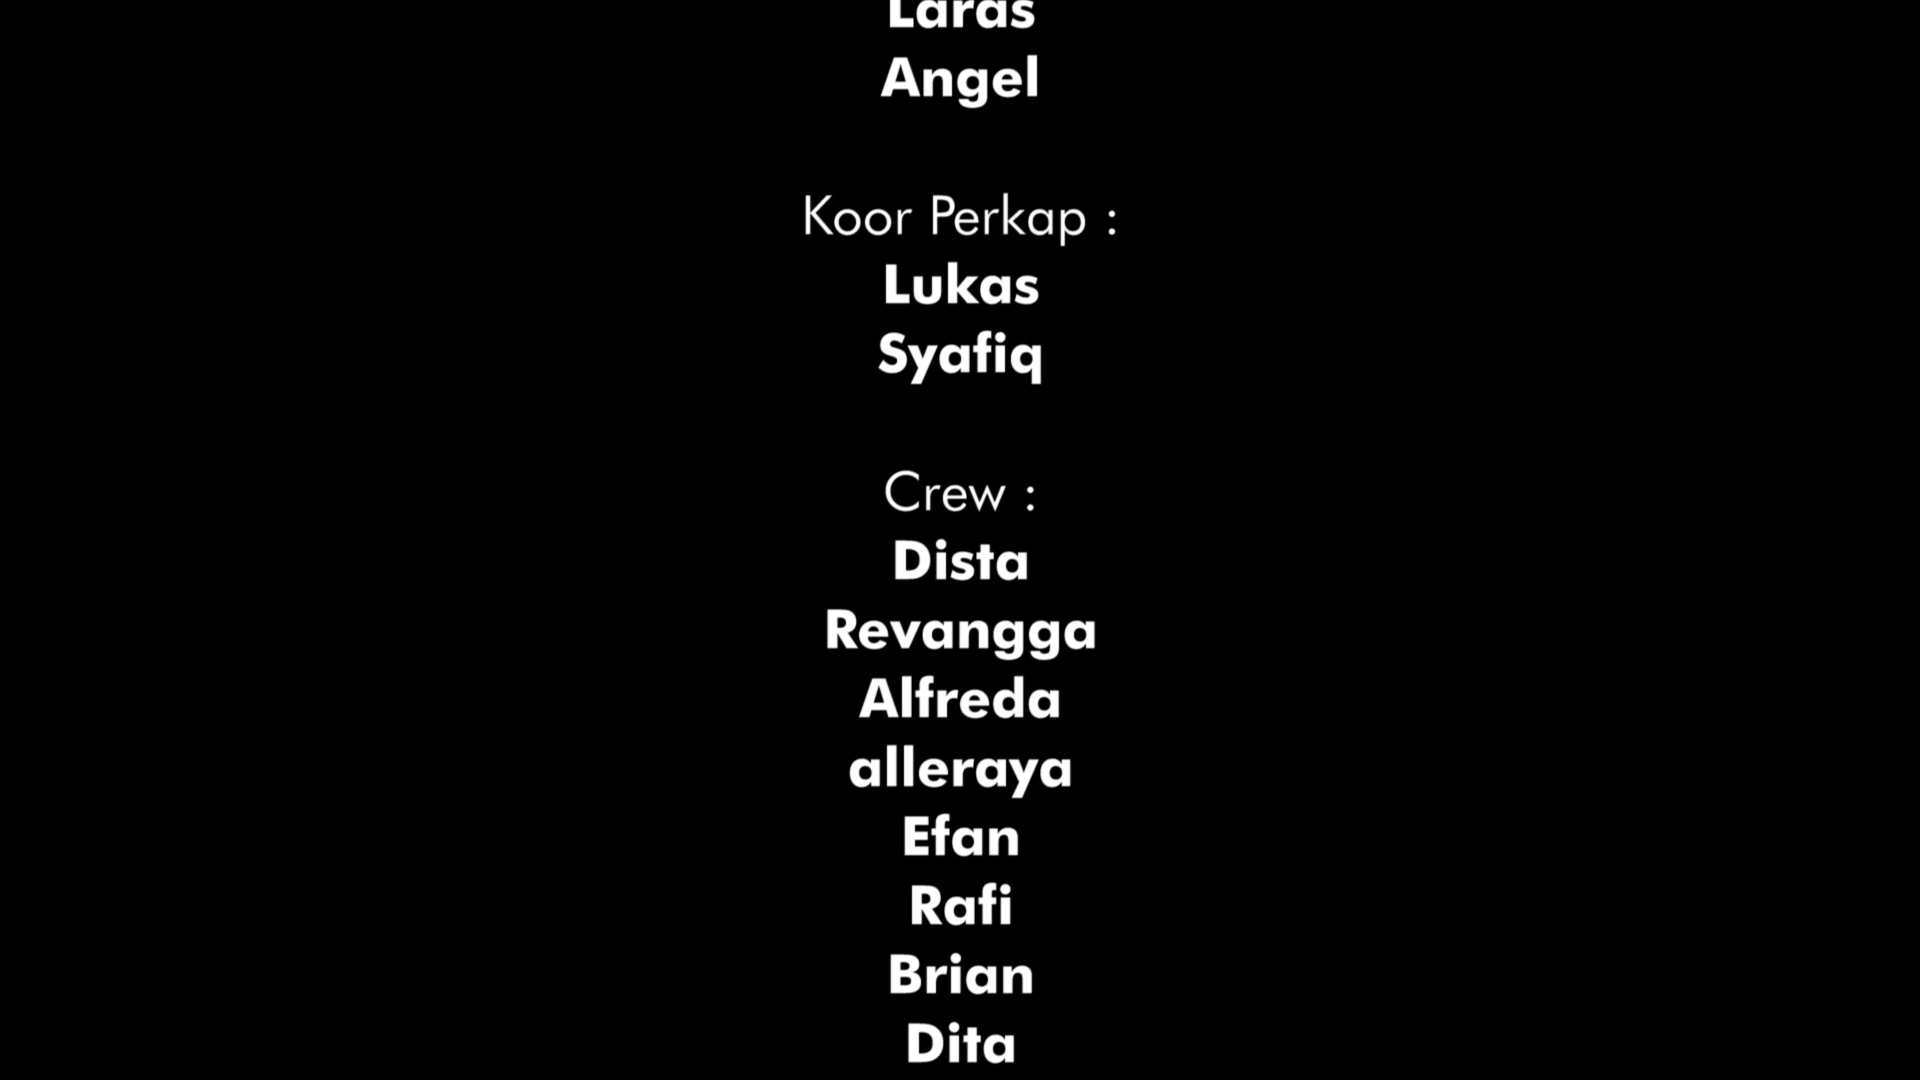 Laras
Angel
Koor Perkap :
Lukas
Syafiq
Crew :
Dista
Revangga
Alfreda
alleraya
Efan
Rafi
Brian
Dita